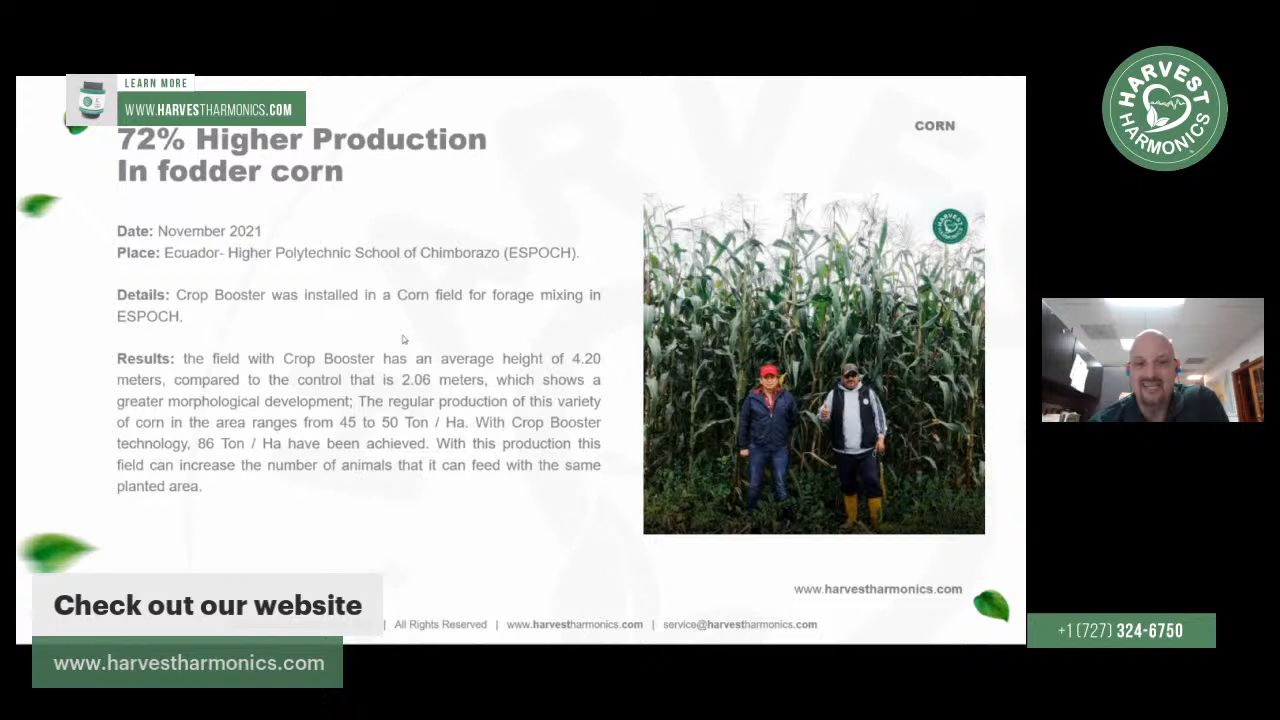 LEARN MORE
WWW.HARVESTHARMONICS.COM
72% Higher Production
In fodder corn
CORN
HARVEST
HARMONICS
Date: November 2021
Place: Ecuador- Higher Polytechnic School of Chimborazo (ESPOCH).
Details: Crop Booster was installed in a Corn field for forage mixing in
ESPOCH.
Results: the field with Crop Booster has an average height of 4.20
meters, compared to the control that is 2.06 meters, which shows a
greater morphological development; The regular production of this variety
of corn in the area ranges from 45 to 50 Ton / Ha. With Crop Booster
technology, 86 Ton / Ha have been achieved. With this production this
field can increase the number of animals that it can feed with the same
planted area.
HARVEST
HARMONICS
www.harvestharmonics.com
| All Rights Reserved | www.harvestharmonics.com | service@harvestharmonics.com
Check out our website
www.harvestharmonics.com
+1 (727) 324-6750